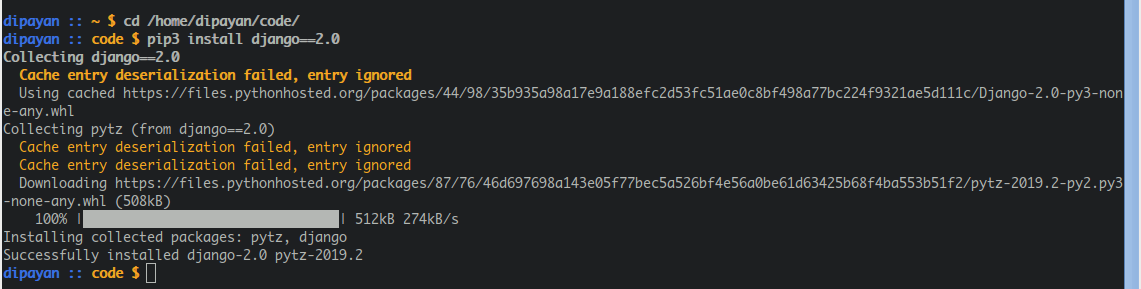 dipayan :: ~ $ cd /home/dipayan/code/
dipayan :: code $ pip3 install django==2.0
Collecting django==2.0
  Cache entry deserialization failed, entry ignored
  Using cached https://files.pythonhosted.org/packages/44/98/35b935a98a17e9a188efc2d53fc51ae0c8bf498a77bc224f9321ae5d111c/Django-2.0-py3-non
e-any.whl
Collecting pytz (from django==2.0)
  Cache entry deserialization failed, entry ignored
  Cache entry deserialization failed, entry ignored
  Downloading https://files.pythonhosted.org/packages/87/76/46d697698a143e05f77bec5a526bf4e56a0be61d63425b68f4ba553b51f2/pytz-2019.2-py2.py3
-none-any.whl (508kB)
    100% |                                | 512kB 274kB/s
Installing collected packages: pytz, django
Successfully installed django-2.0 pytz-2019.2
dipayan :: code $